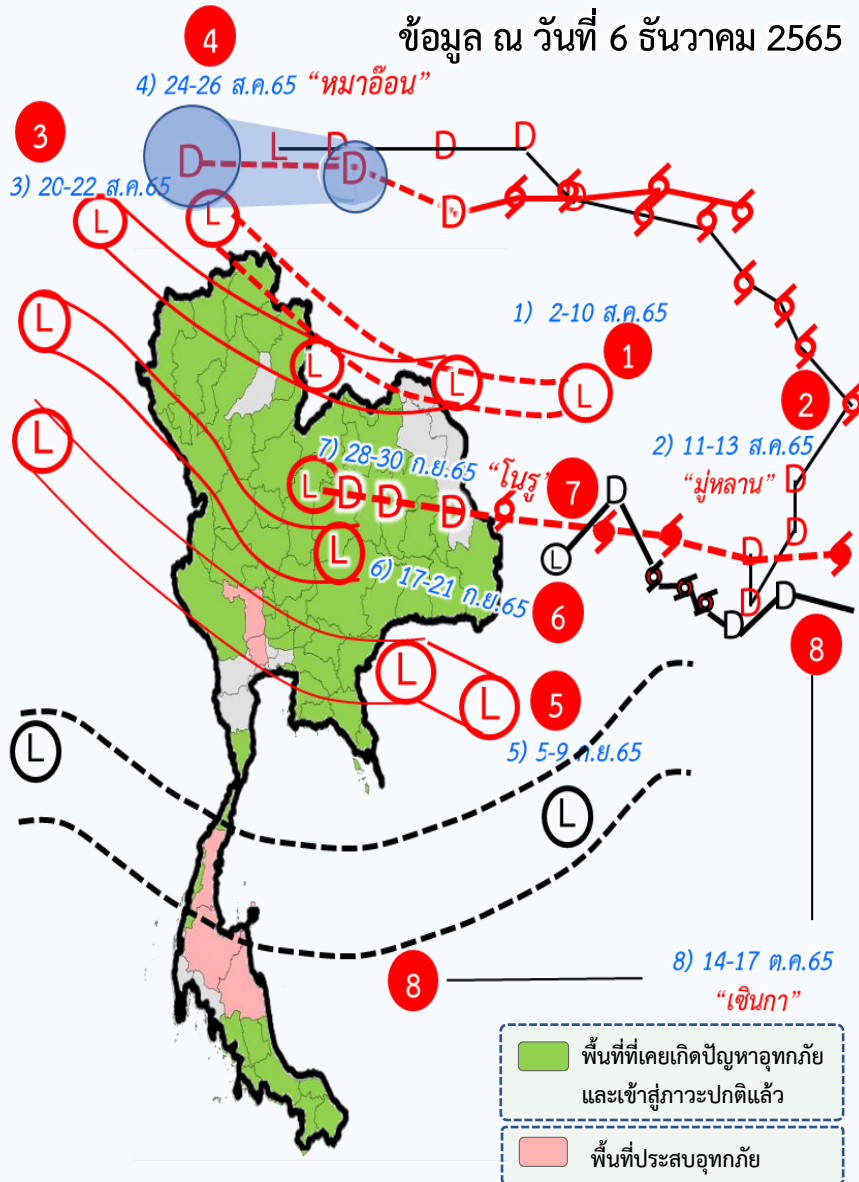 ข้อมูล ณ วันที่ 6 ธันวาคม 2565
4
4) 24-26 ส.ค.65 “หมาอ๊อน”
3
3) 20-22 ส.ค.65
L D D D
D D D
L L
1) 2-10 ส.ค.65
1
L
L L L
2
2) 11-13 ส.ค.65
“มู่หลาน”
L
7) 28-30 ก.ย.65 “โนรู”
7
L D D D
D D
D
L
L
D
D
6) 17-21 ก.ย.65
6
D D D
8
L
L
5
5) 5-9 ก.ย.65
L
L
8
8) 14-17 ต.ค.65
“เซินกา”
พื้นที่ที่เคยเกิดปัญหาอุทกภัย
และเข้าสู่ภาวะปกติแล้ว
พื้นที่ประสบอุทกภัย